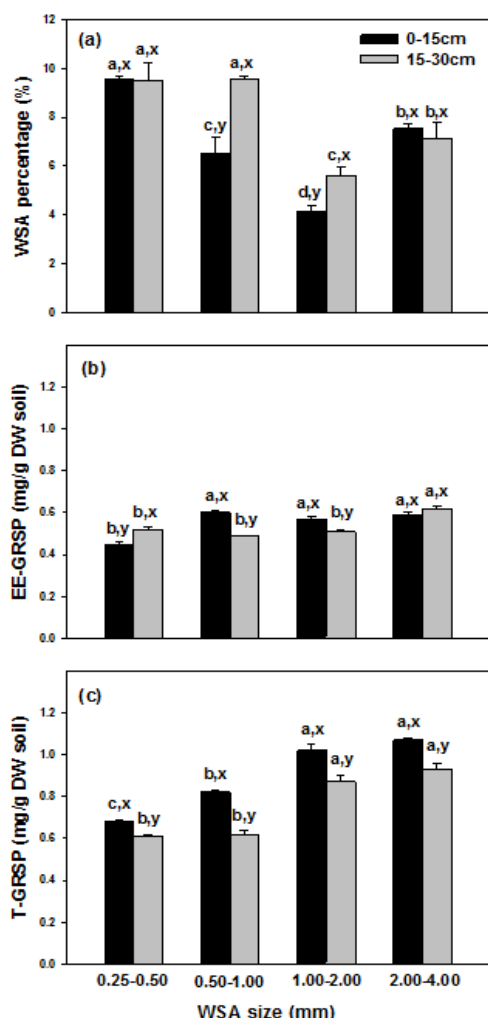 12
10
8
6
4
2
0
WSA percentage (%)
(a)
0-15cm
15-30cm
a,x a,x c,y a,x d,y c,x b,x b,x
1.2
1.0
0.8
0.6
0.4
0.2
0.0
EE-GRSP (mg/g DW soil)
(b)
b,y b,x a,x b,y a,x b,y a,x a,x
1.2
1.0
0.8
0.6
0.4
0.2
0.0
T-GRSP (mg/g DW soil)
(c)
c,x b,y b,x b,y a,x a,y a,x a,y
0.25-0.50 0.50-1.00 1.00-2.00 2.00-4.00
WSA size (mm)